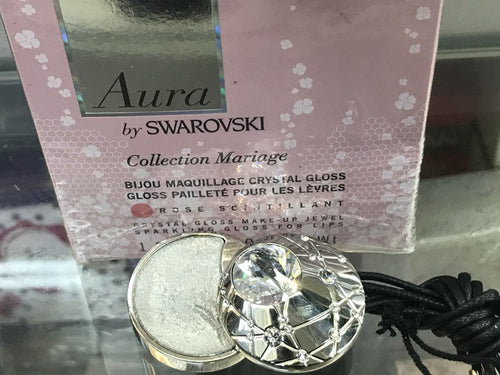 Aura
by SWAROVSKI
Collection Mariage
BIJOU MAQUILLAGE CRYSTAL GLOSS
GLOSS PAILLETÉ POUR LES LÈVRES
ROSE SCINTILLANT
CRYSTAL GLOSS MAKE-UP JEWEL
SPARKLING GLOSS FOR LIPS